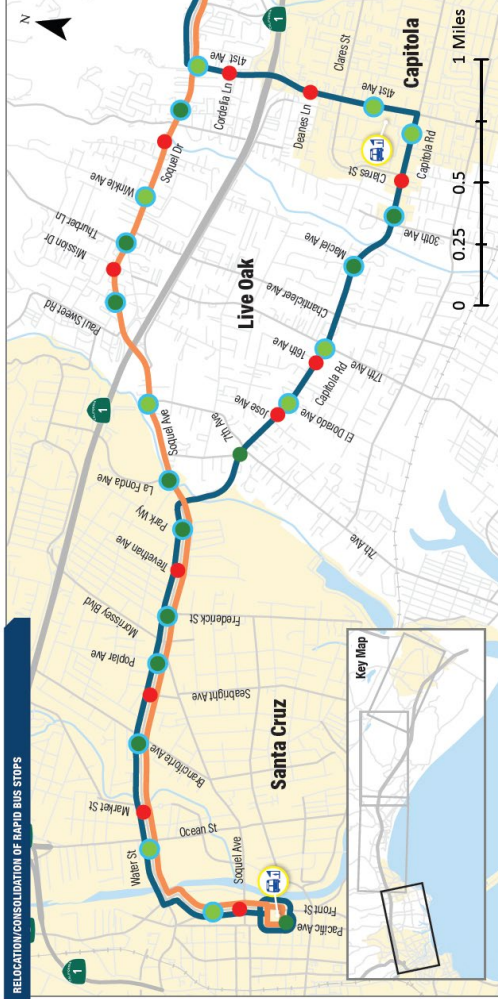 RELOCATION/CONSOLIDATION OF RAPID BUS STOPS
1
1
1
N
Water St
Market St
Ocean St
Soquel Ave
Front St
Pacific Ave
Santa Cruz
Branciforte Ave
Seabright Ave
Poplar Ave
Morrissey Blvd
Frederick St
Trevethan Ave
Park Wy
La Fonda Ave
Soquel Ave
7th Ave
7th Ave
Jose Ave
El Dorado Ave
Capitola Rd
16th Ave
17th Ave
Live Oak
Chanticleer Ave
Maciel Ave
30th Ave
Paul Sweet Rd
Mission Dr
Thurber Ln
Winkle Ave
Soquel Dr
Cordelia Ln
41st Ave
Deanes Ln
Clares St
41st Ave
Clares St
Capitola Rd
Capitola
Key Map
0
0.25
0.5
1 Miles